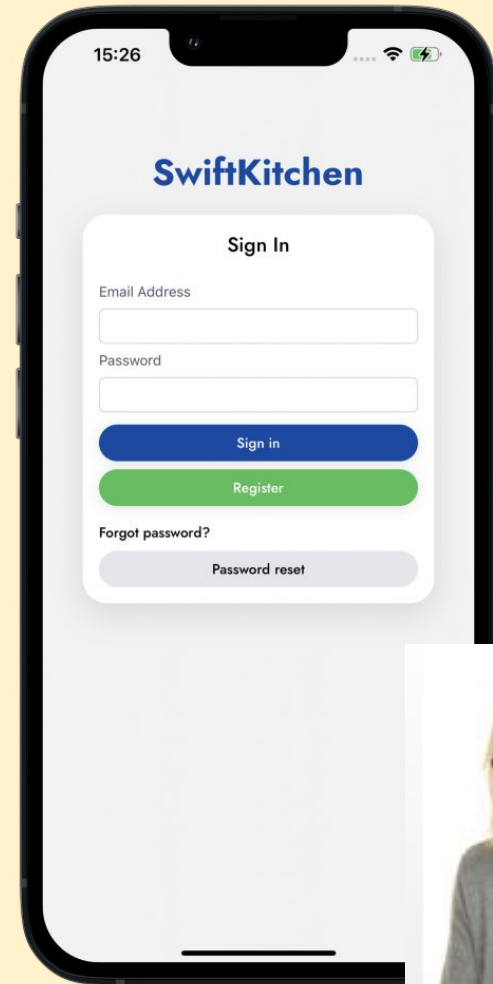 15:26
SwiftKitchen
Sign In
Email Address
Password
Sign in
Register
Forgot password?
Password reset